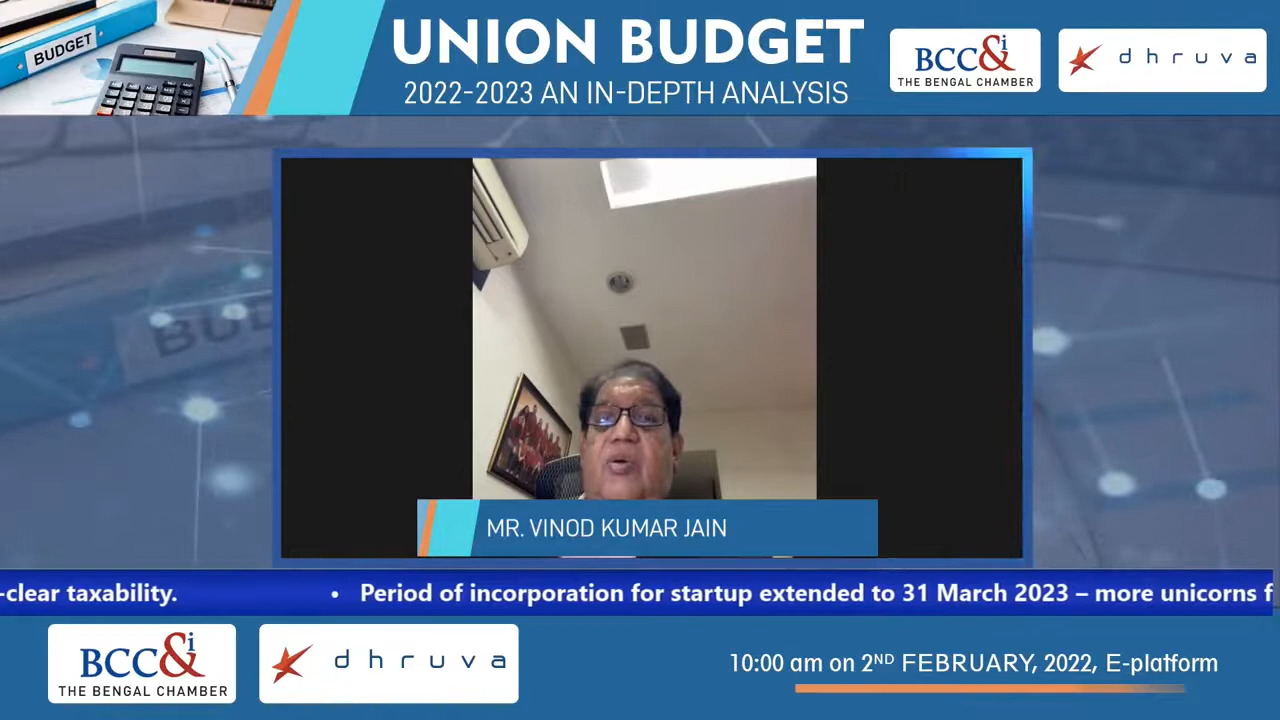 BUDGET
UNION BUDGET
2022-2023 AN IN-DEPTH ANALYSIS
BCC&i
THE BENGAL CHAMBER
dhruva
BUD
MR. VINOD KUMAR JAIN
-clear taxability.
• Period of incorporation for startup extended to 31 March 2023 – more unicorns f
BCC&i
THE BENGAL CHAMBER
dhruva
10:00 am on 2ND FEBRUARY, 2022, E-platform